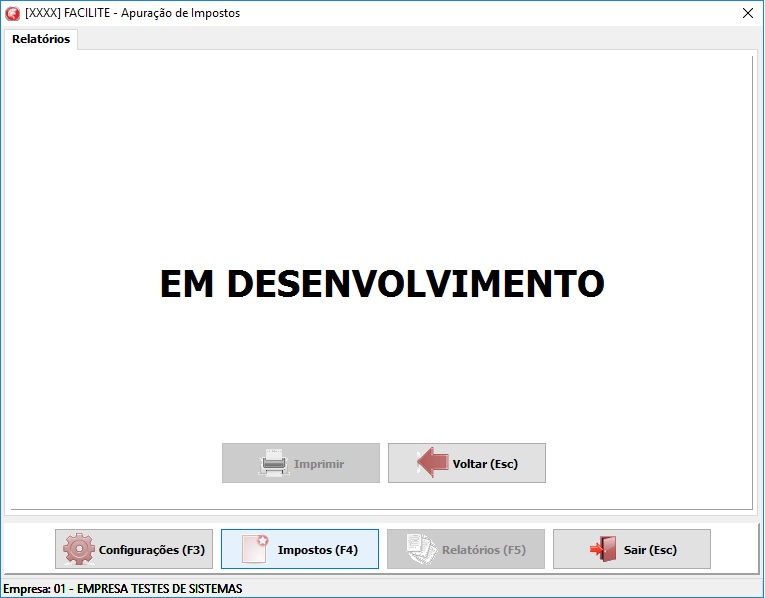 [XXXX] FACILITE - Apuração de Impostos
Relatórios
EM DESENVOLVIMENTO
Imprimir
Voltar (Esc)
Configurações (F3)
Impostos (F4)
Relatórios (F5)
Sair (Esc)
Empresa: 01 - EMPRESA TESTES DE SISTEMAS